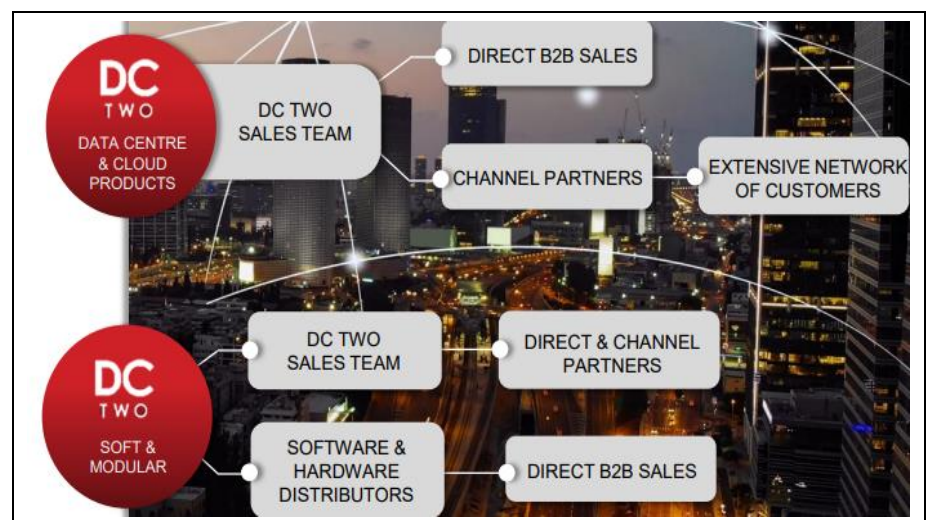 DC
TWO
DATA CENTRE
& CLOUD
PRODUCTS
DC TWO
SALES TEAM
DIRECT B2B SALES
CHANNEL PARTNERS
EXTENSIVE NETWORK
OF CUSTOMERS
DC
TWO
SOFT &
MODULAR
DC TWO
SALES TEAM
DIRECT & CHANNEL
PARTNERS
SOFTWARE &
HARDWARE
DISTRIBUTORS
DIRECT B2B SALES